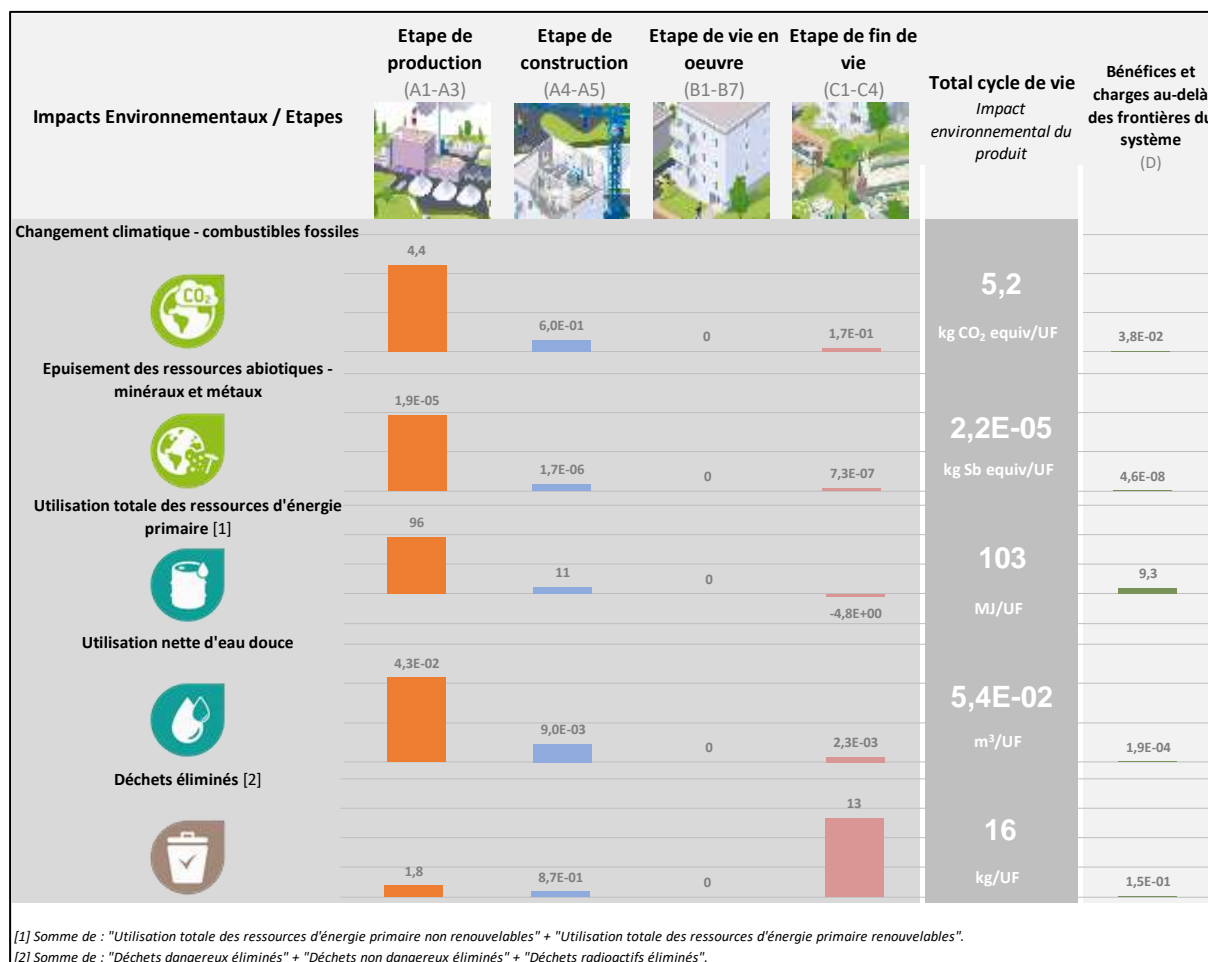 Impacts Environnementaux / Etapes
Etape de
production
(A1-A3)
Etape de
construction
(A4-A5)
Etape de vie en
oeuvre
(B1-B7)
Etape de fin de
vie
(C1-C4)
Total cycle de vie
Impact
environnemental du
produit
Bénéfices et
charges au-delà
des frontières du
système
(D)
Changement climatique - combustibles fossiles
4,4
6,0E-01
0
1,7E-01
5,2
kg CO₂ equiv/UF
3,8E-02
CO₂
Epuisement des ressources abiotiques -
minéraux et métaux
1,9E-05
1,7E-06
0
7,3E-07
2,2E-05
kg Sb equiv/UF
4,6E-08
Utilisation totale des ressources d'énergie
primaire [1]
96
11
0
-4,8E+00
103
MJ/UF
9,3
Utilisation nette d'eau douce
4,3E-02
9,0E-03
0
2,3E-03
5,4E-02
m³/UF
1,9E-04
Déchets éliminés [2]
1,8
8,7E-01
0
13
16
kg/UF
1,5E-01
[1] Somme de : "Utilisation totale des ressources d'énergie primaire non renouvelables" + "Utilisation totale des ressources d'énergie primaire renouvelables".
[2] Somme de : "Déchets dangereux éliminés" + "Déchets non dangereux éliminés" + "Déchets radioactifs éliminés".